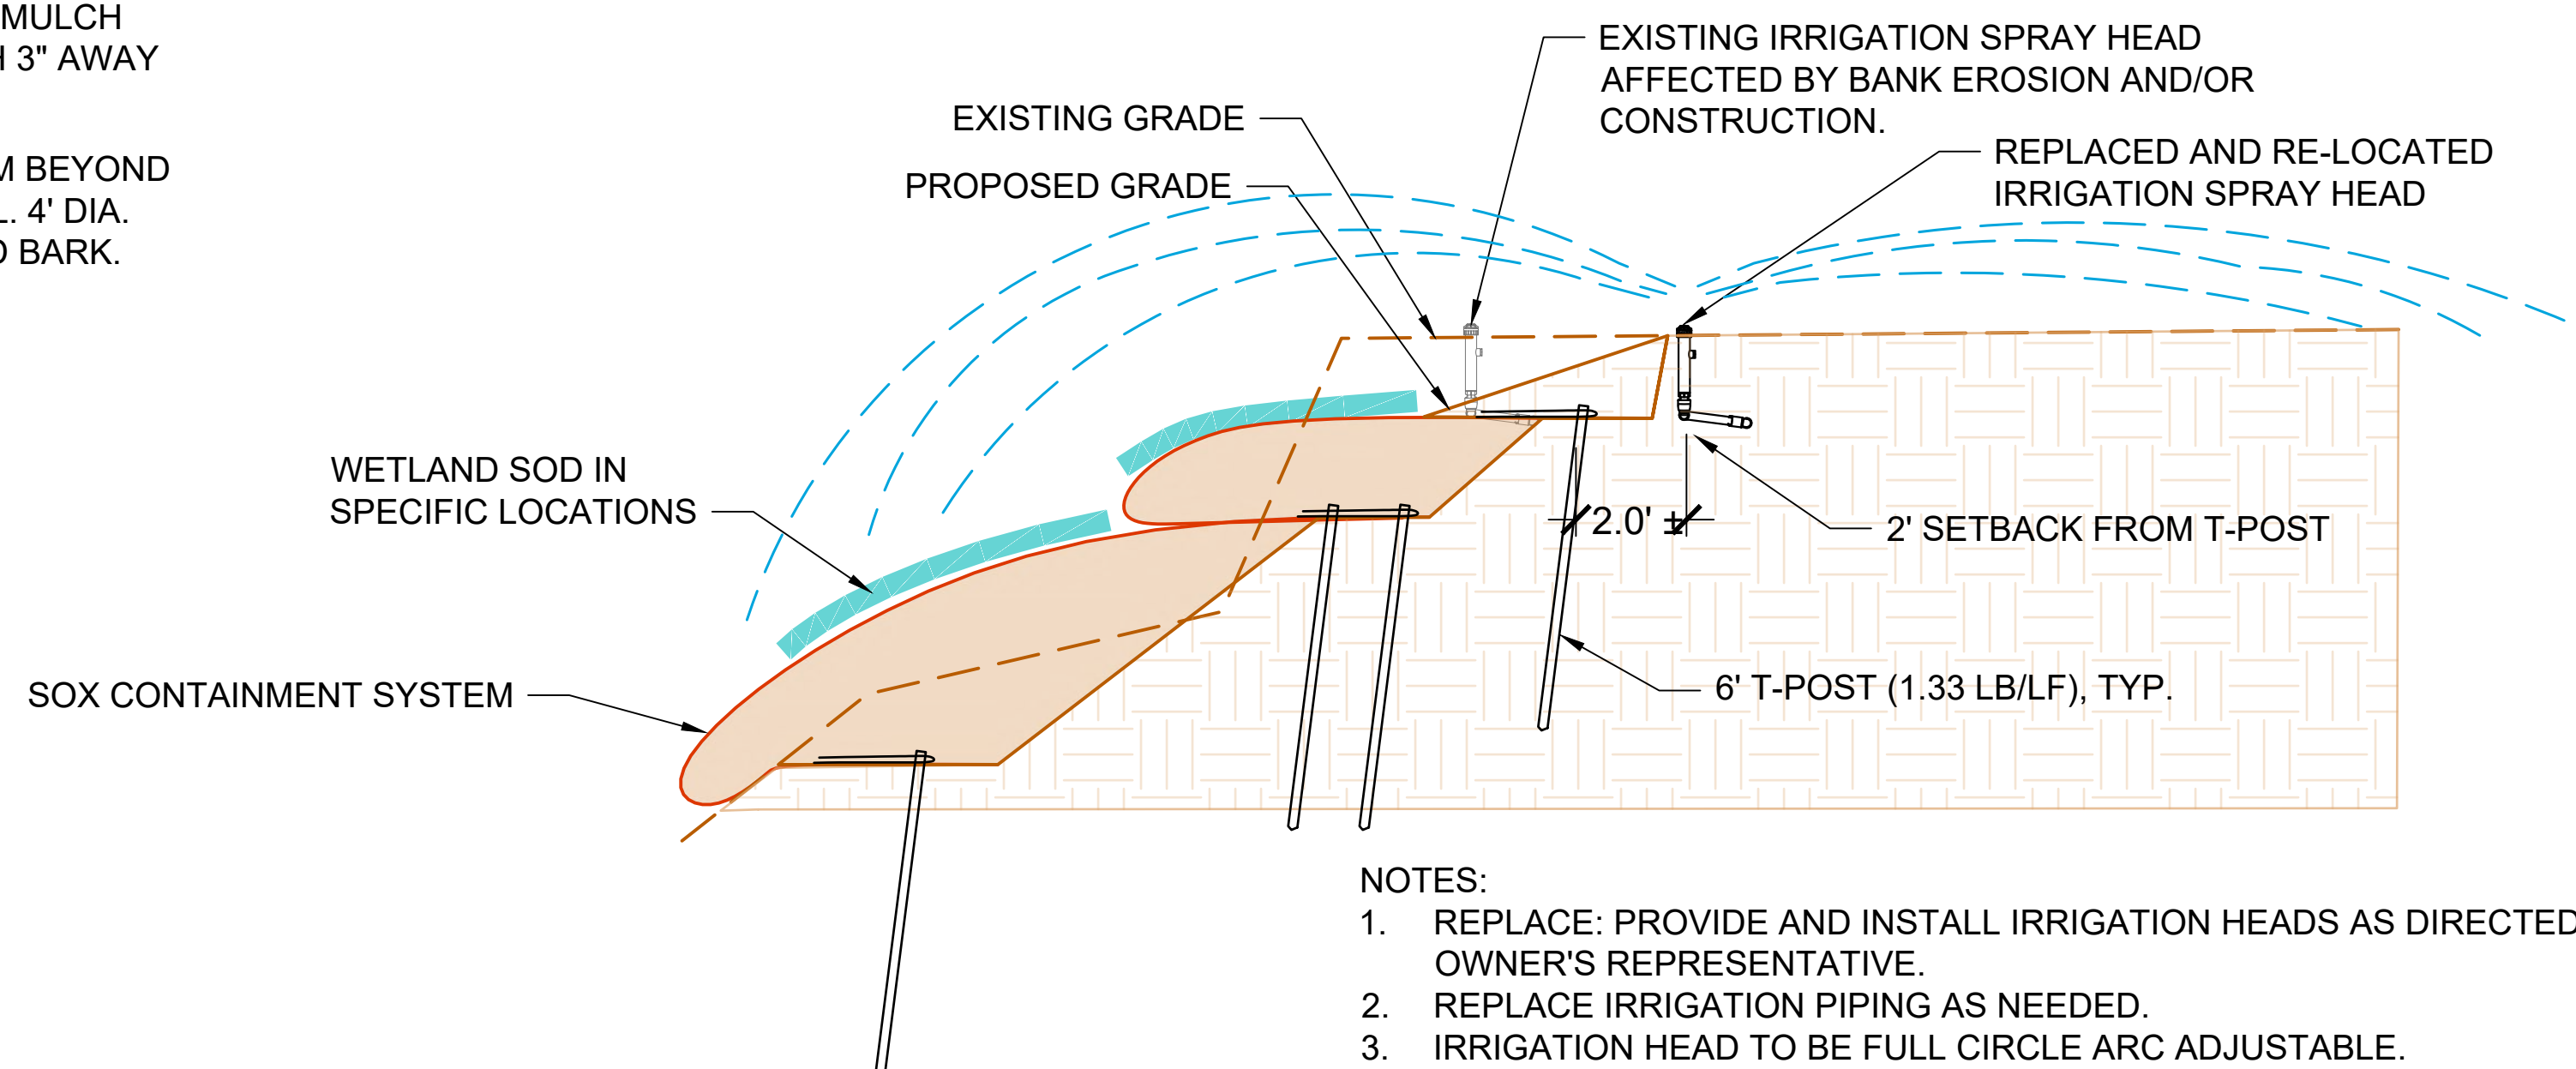 MULCH
3" AWAY
BEYOND
4' DIA.
BARK.
EXISTING IRRIGATION SPRAY HEAD
AFFECTED BY BANK EROSION AND/OR
CONSTRUCTION.
EXISTING GRADE
REPLACED AND RE-LOCATED
IRRIGATION SPRAY HEAD
PROPOSED GRADE
WETLAND SOD IN
SPECIFIC LOCATIONS
2.0' ±
2' SETBACK FROM T-POST
SOX CONTAINMENT SYSTEM
6' T-POST (1.33 LB/LF), TYP.
NOTES:
1. REPLACE: PROVIDE AND INSTALL IRRIGATION HEADS AS DIRECTED
OWNER'S REPRESENTATIVE.
2. REPLACE IRRIGATION PIPING AS NEEDED.
3. IRRIGATION HEAD TO BE FULL CIRCLE ARC ADJUSTABLE.